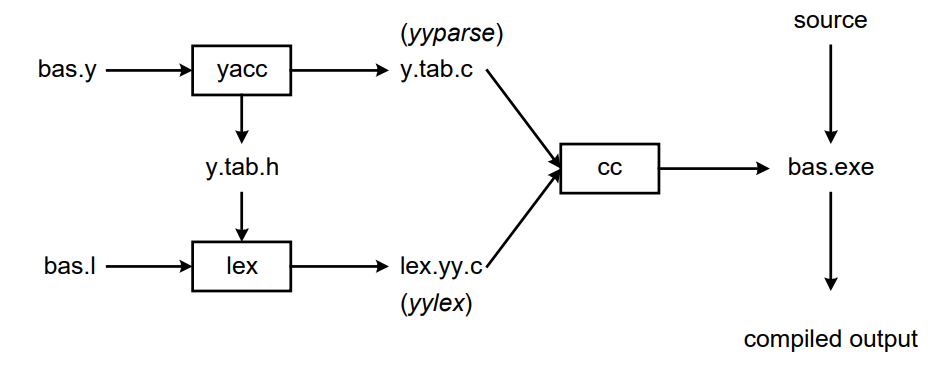 source
(yyparse)
bas.y
yacc
y.tab.c
y.tab.h
cc
bas.exe
bas.l
lex
lex.yy.c
(yylex)
compiled output